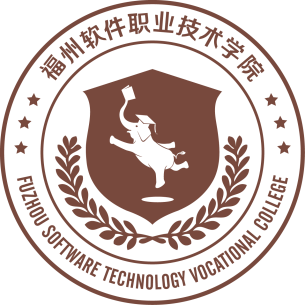 福州软件职业技术学院
FUZHOU SOFTWARE TECHNOLOGY VOCATIONAL COLLEGE